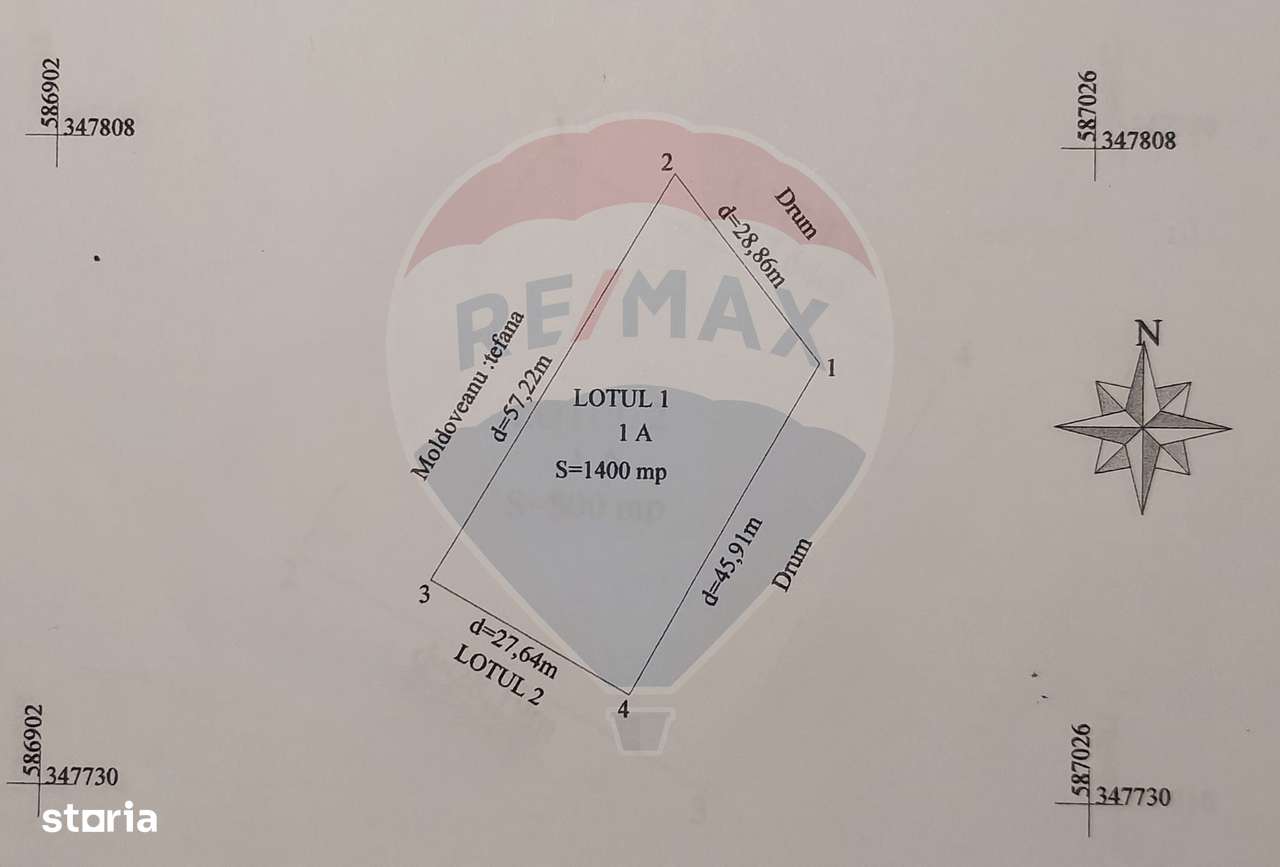 586902
347808
587026
347808
2
Drum
d=28,86m
RE/MAX
N
Moldoveanu :tefana
d=57,22m
1
LOTUL 1
1 A
S=1400 mp
d=45,91m
Drum
3
d=27,64m
LOTUL 2
4
586902
347730
587026
347730
storia